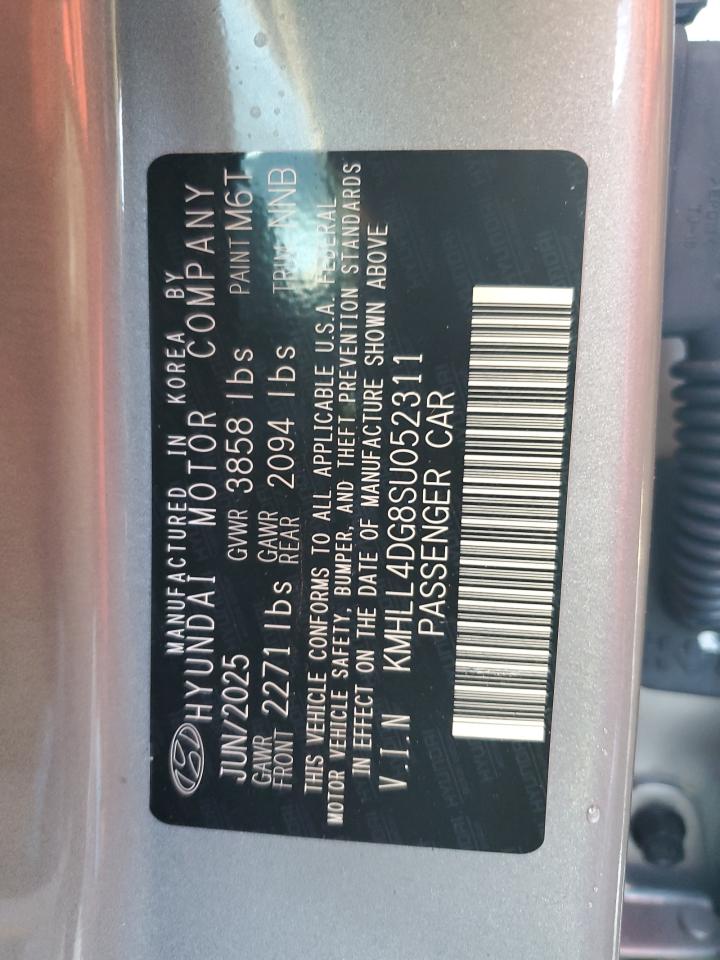 MANUFACTURED IN KOREA BY
HYUNDAI MOTOR COMPANY
JUN/2025 GVWR 3858 lbs PAINT M6T
GAWR FRONT 2271 lbs GAWR REAR 2094 lbs TRIM NNB
THIS VEHICLE CONFORMS TO ALL APPLICABLE U.S.A. FEDERAL
MOTOR VEHICLE SAFETY, BUMPER, AND THEFT PREVENTION STANDARDS
IN EFFECT ON THE DATE OF MANUFACTURE SHOWN ABOVE
V.I.N KMHLL4DG8SU052311
PASSENGER CAR